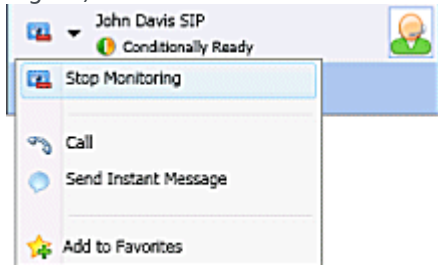 John Davis SIP
Conditionally Ready
Stop Monitoring
Call
Send Instant Message
Add to Favorites